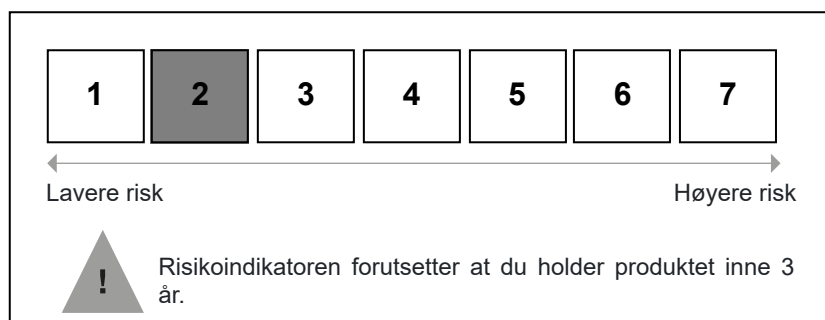 1 2 3 4 5 6 7
Lavere risk Høyere risk
! Risikoindikatoren forutsetter at du holder produktet inne 3
år.